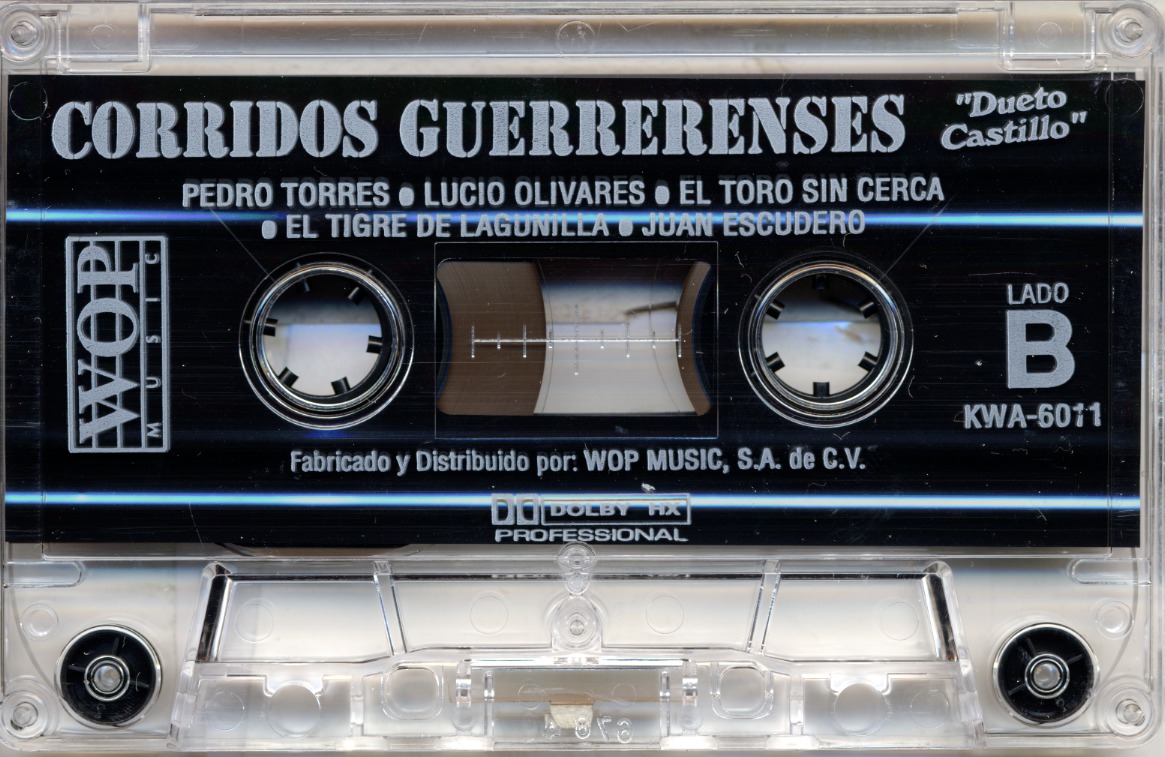 CORRIDOS GUERRERENSES
"Dueto
Castillo"
PEDRO TORRES • LUCIO OLIVARES • EL TORO SIN CERCA
• EL TIGRE DE LAGUNILLA • JUAN ESCUDERO
WOP
MUSIC
LADO
B
KWA-6011
Fabricado y Distribuido por: WOP MUSIC, S.A. de C.V.
DOLBY HX
PROFESSIONAL